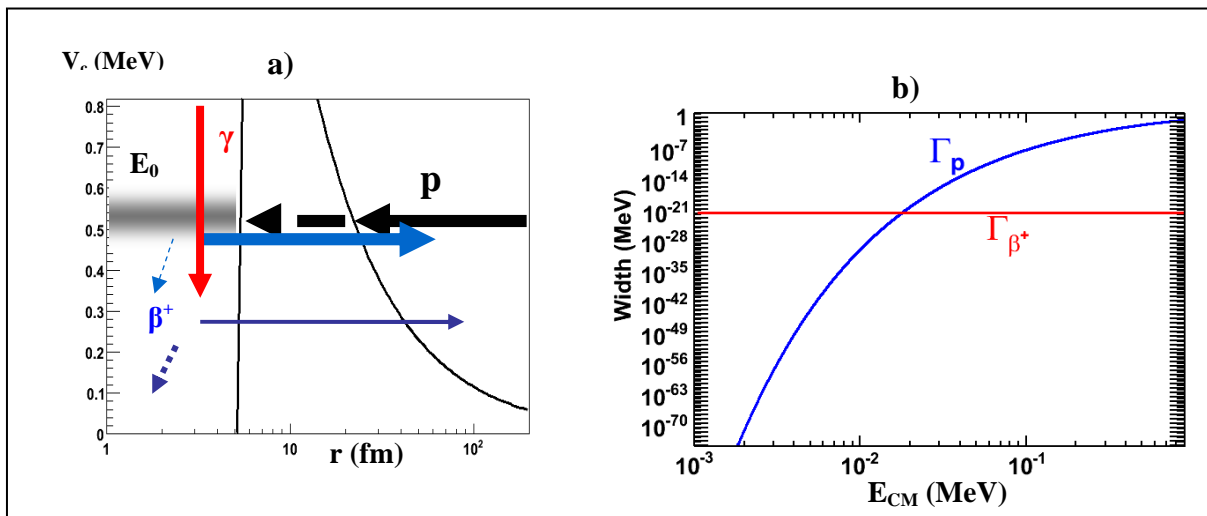 a)
V꜀ (MeV)
0.8
0.7
0.6
0.5
0.4
0.3
0.2
0.1
0
E₀
γ
p
β⁺
1
10
10²
r (fm)
b)
Width (MeV)
1
10⁻⁷
10⁻¹⁴
10⁻²¹
10⁻²⁸
10⁻³⁵
10⁻⁴²
10⁻⁴⁹
10⁻⁵⁶
10⁻⁶³
10⁻⁷⁰
Γₚ
Γβ⁺
10⁻³
10⁻²
10⁻¹
E_CM (MeV)